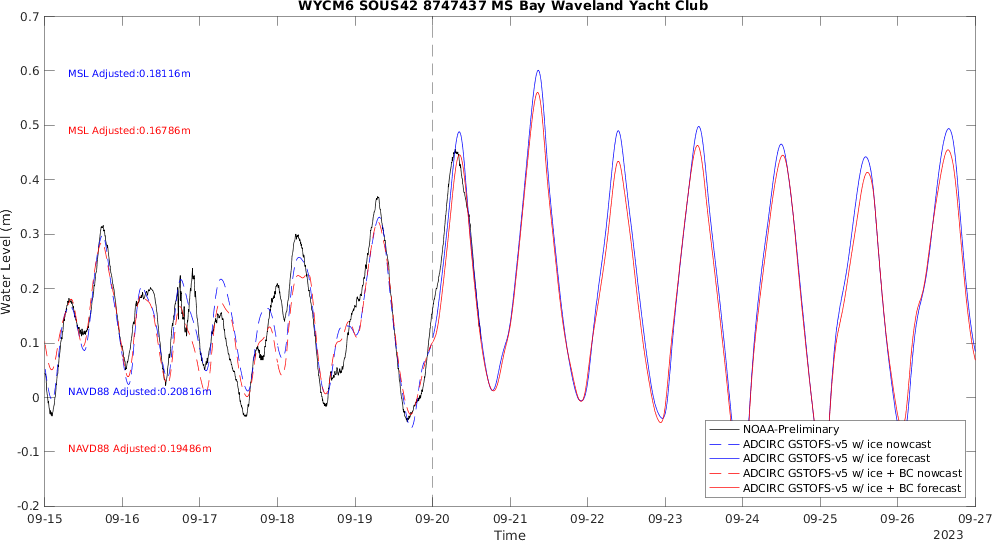 WYCM6 SOUS42 8747437 MS Bay Waveland Yacht Club
0.7
0.6
0.5
0.4
0.3
0.2
0.1
0
-0.1
-0.2
Water Level (m)
MSL Adjusted:0.18116m
MSL Adjusted:0.16786m
NAVD88 Adjusted:0.20816m
NAVD88 Adjusted:0.19486m
NOAA-Preliminary
ADCIRC GSTOFS-v5 w/ ice nowcast
ADCIRC GSTOFS-v5 w/ ice forecast
ADCIRC GSTOFS-v5 w/ ice + BC nowcast
ADCIRC GSTOFS-v5 w/ ice + BC forecast
09-15 09-16 09-17 09-18 09-19 09-20 09-21 09-22 09-23 09-24 09-25 09-26 09-27
Time
2023